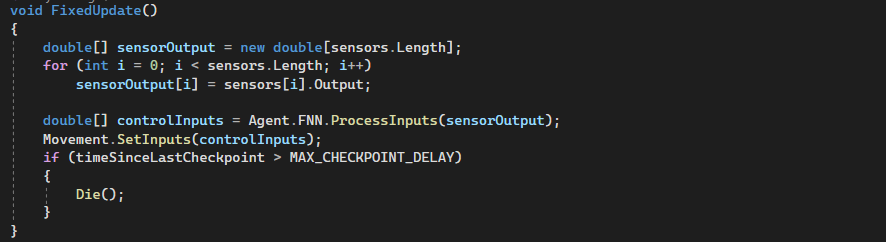 void FixedUpdate()
{
    double[] sensorOutput = new double[sensors.Length];
    for (int i = 0; i < sensors.Length; i++)
        sensorOutput[i] = sensors[i].Output;

    double[] controlInputs = Agent.FNN.ProcessInputs(sensorOutput);
    Movement.SetInputs(controlInputs);
    if (timeSinceLastCheckpoint > MAX_CHECKPOINT_DELAY)
    {
        Die();
    }
}